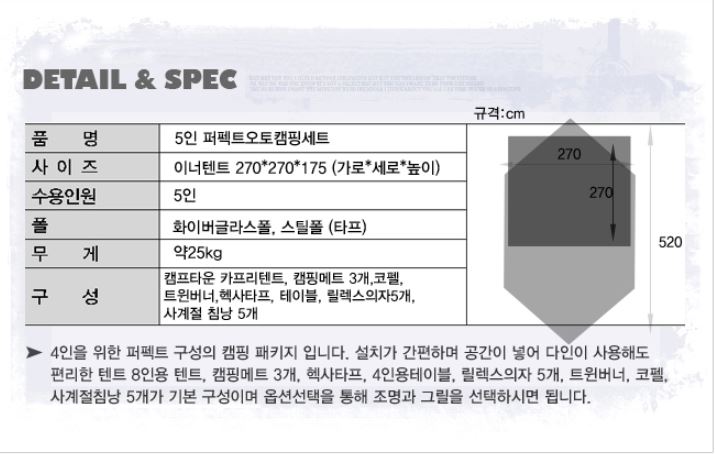 DETAIL & SPEC
규격:cm
품 명 5인 퍼펙트오토캠핑세트
사 이 즈 이너텐트 270*270*175 (가로*세로*높이)
수용인원 5인
폴 화이버글라스폴, 스틸폴 (타프)
무 게 약25kg
구 성 캠프타운 카프리텐트, 캠핑메트 3개,코펠,
트윈버너,헥사타프, 테이블, 릴렉스의자5개,
사계절 침낭 5개
270
270
520
➤ 4인을 위한 퍼펙트 구성의 캠핑 패키지 입니다. 설치가 간편하며 공간이 넣어 다인이 사용해도
편리한 텐트 8인용 텐트, 캠핑메트 3개, 헥사타프, 4인용테이블, 릴렉스의자 5개, 트윈버너, 코펠,
사계절침낭 5개가 기본 구성이며 옵션선택을 통해 조명과 그릴을 선택하시면 됩니다.